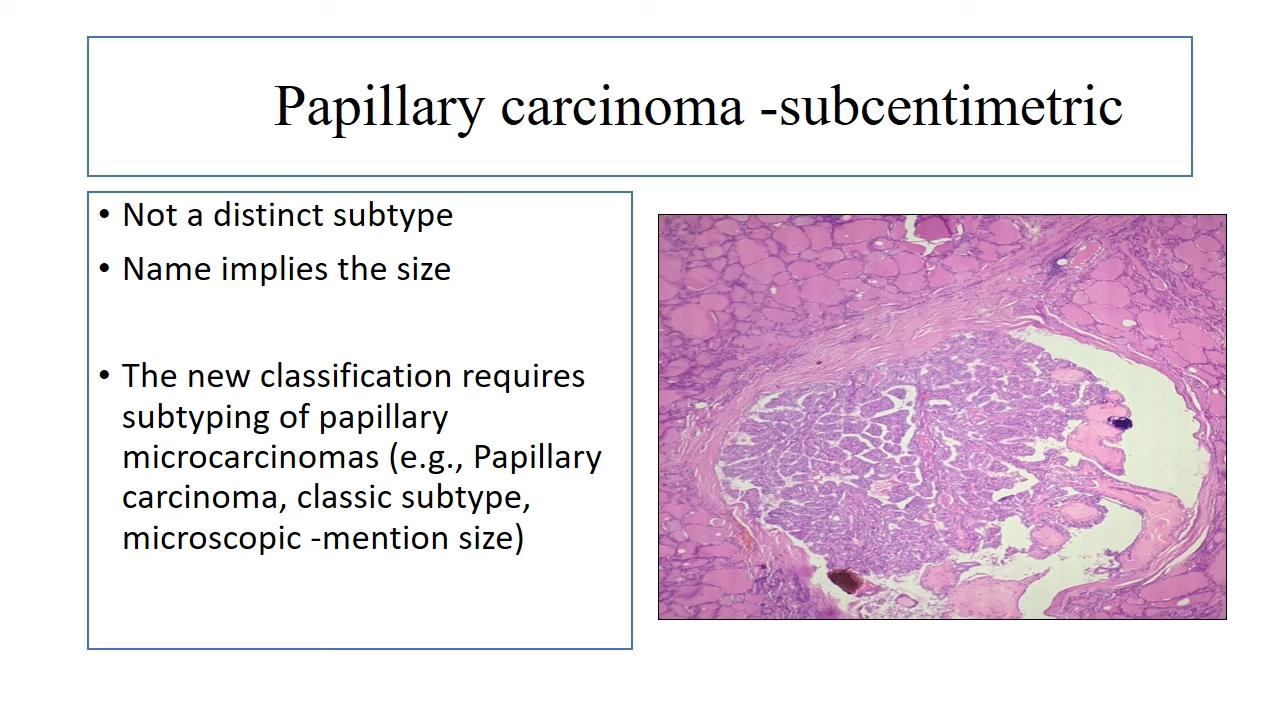 Papillary carcinoma -subcentimetric
• Not a distinct subtype
• Name implies the size
• The new classification requires
subtyping of papillary
microcarcinomas (e.g., Papillary
carcinoma, classic subtype,
microscopic -mention size)